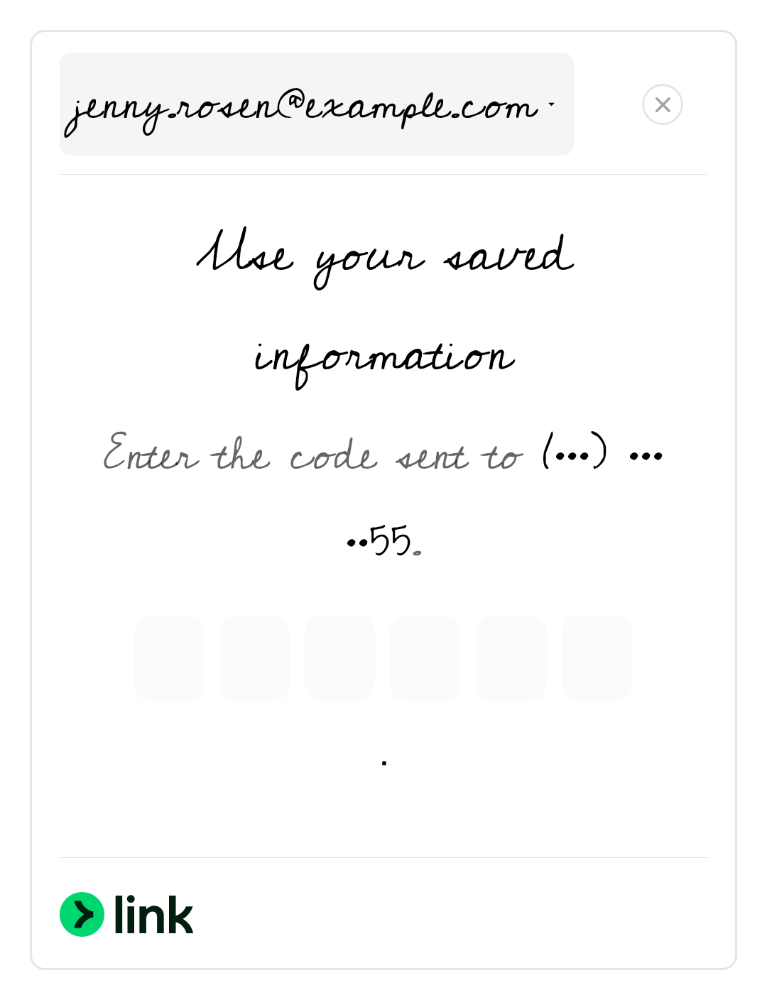 jenny.rosen@example.com
Use your saved
information
Enter the code sent to (•••) •••
••55.
.
link